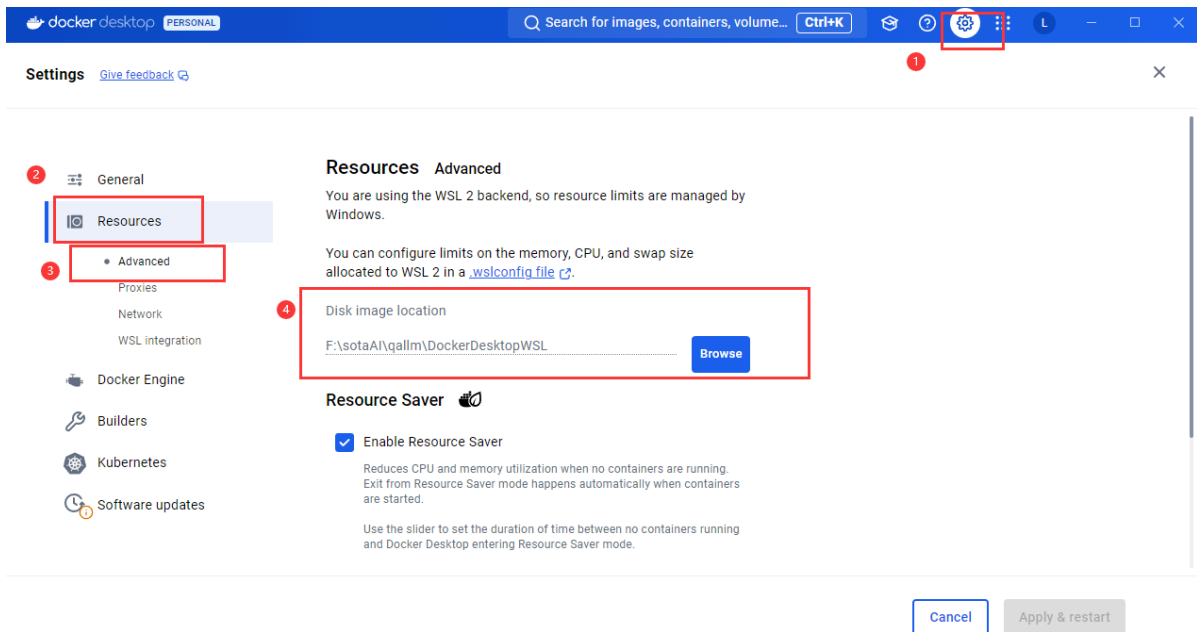 docker desktop PERSONAL
Search for images, containers, volume... Ctrl+K
L
1
Settings Give feedback
2
General
Resources
3
Advanced
Proxies
Network
WSL integration
Docker Engine
Builders
Kubernetes
Software updates
Resources Advanced
You are using the WSL 2 backend, so resource limits are managed by
Windows.
You can configure limits on the memory, CPU, and swap size
allocated to WSL 2 in a .wslconfig file.
4
Disk image location
F:\sotaAI\qallm\DockerDesktopWSL
Browse
Resource Saver
Enable Resource Saver
Reduces CPU and memory utilization when no containers are running.
Exit from Resource Saver mode happens automatically when containers
are started.
Use the slider to set the duration of time between no containers running
and Docker Desktop entering Resource Saver mode.
Cancel
Apply & restart